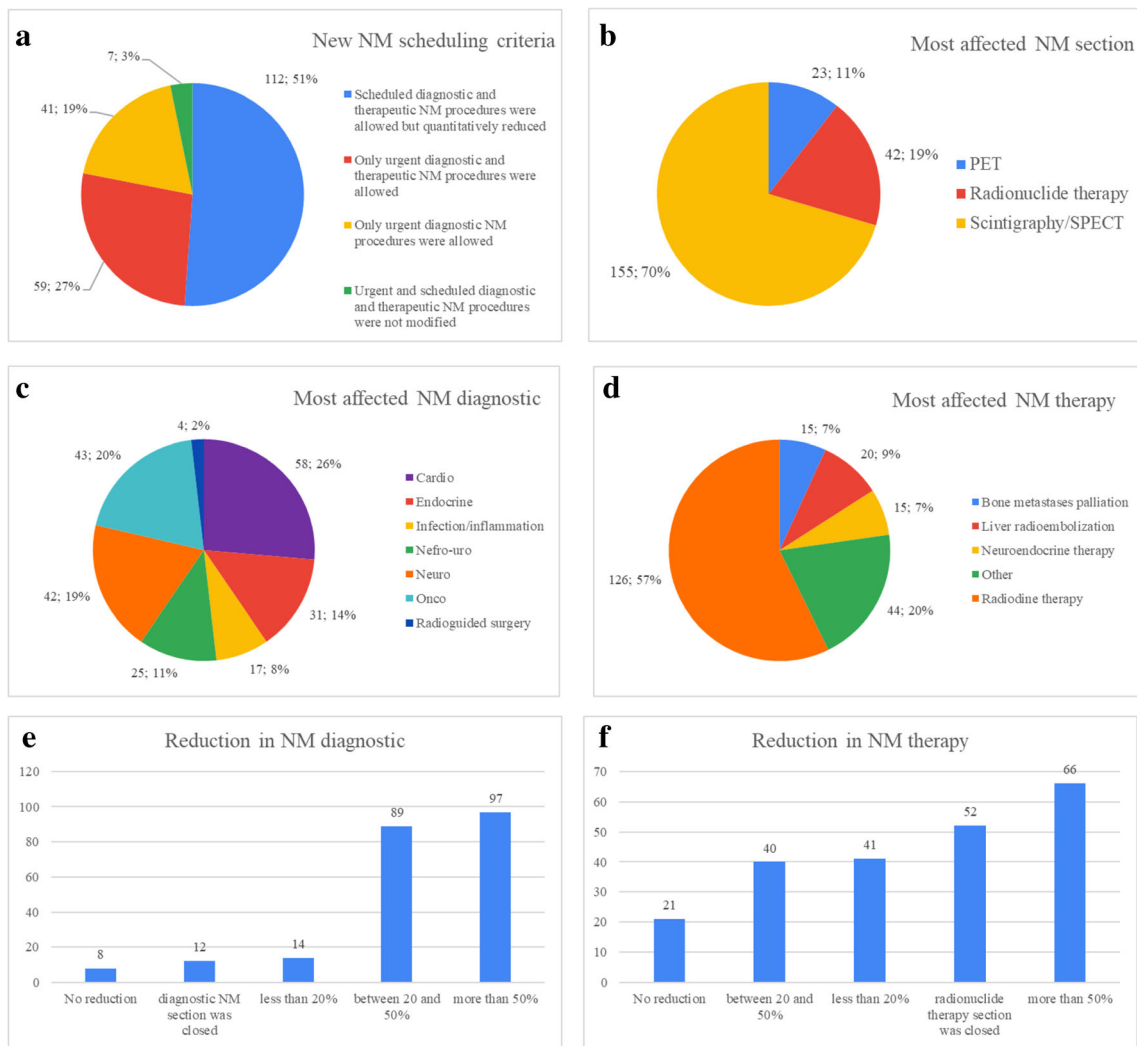 a
New NM scheduling criteria
7; 3%
112; 51%
41; 19%
59; 27%
Scheduled diagnostic and
therapeutic NM procedures were
allowed but quantitatively reduced
Only urgent diagnostic and
therapeutic NM procedures were
allowed
Only urgent diagnostic NM
procedures were allowed
Urgent and scheduled diagnostic
and therapeutic NM procedures
were not modified
b
Most affected NM section
23; 11%
42; 19%
155; 70%
PET
Radionuclide therapy
Scintigraphy/SPECT
c
Most affected NM diagnostic
4; 2%
43; 20%
58; 26%
42; 19%
31; 14%
25; 11%
17; 8%
Cardio
Endocrine
Infection/inflammation
Nefro-uro
Neuro
Onco
Radioguided surgery
d
Most affected NM therapy
15; 7%
20; 9%
15; 7%
126; 57%
44; 20%
Bone metastases palliation
Liver radioembolization
Neuroendocrine therapy
Other
Radiodine therapy
e
Reduction in NM diagnostic
120
100
80
60
40
20
0
8
12
14
89
97
No reduction
diagnostic NM
section was
closed
less than 20%
between 20 and
50%
more than 50%
f
Reduction in NM therapy
70
60
50
40
30
20
10
0
21
40
41
52
66
No reduction
between 20 and
50%
less than 20%
radionuclide
therapy section
was closed
more than 50%